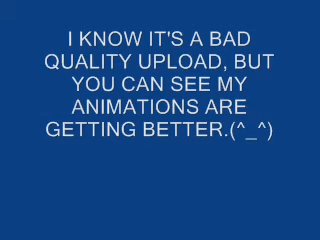 I KNOW IT'S A BAD
QUALITY UPLOAD, BUT
YOU CAN SEE MY
ANIMATIONS ARE
GETTING BETTER.(^_^)